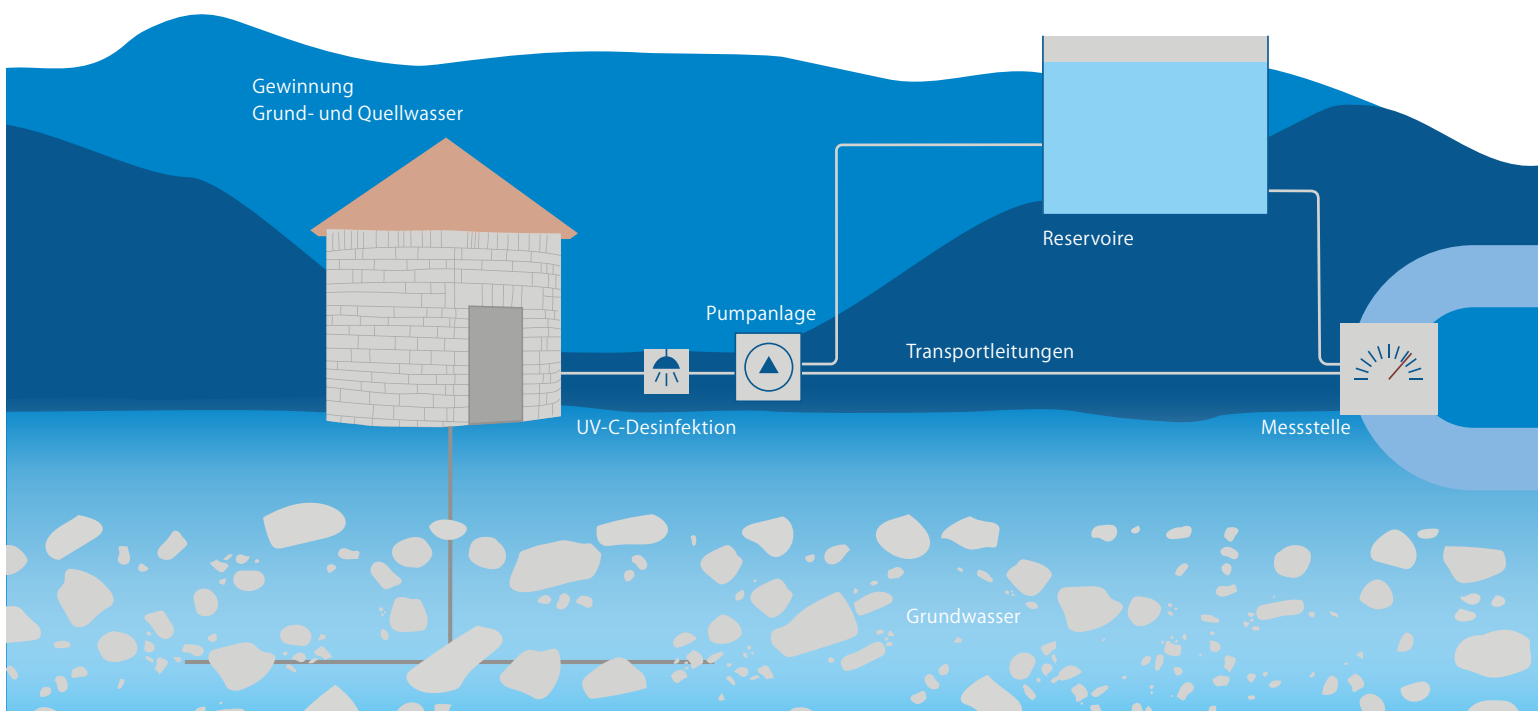 Gewinnung
Grund- und Quellwasser
Reservoire
Pumpanlage
Transportleitungen
UV-C-Desinfektion
Messstelle
Grundwasser